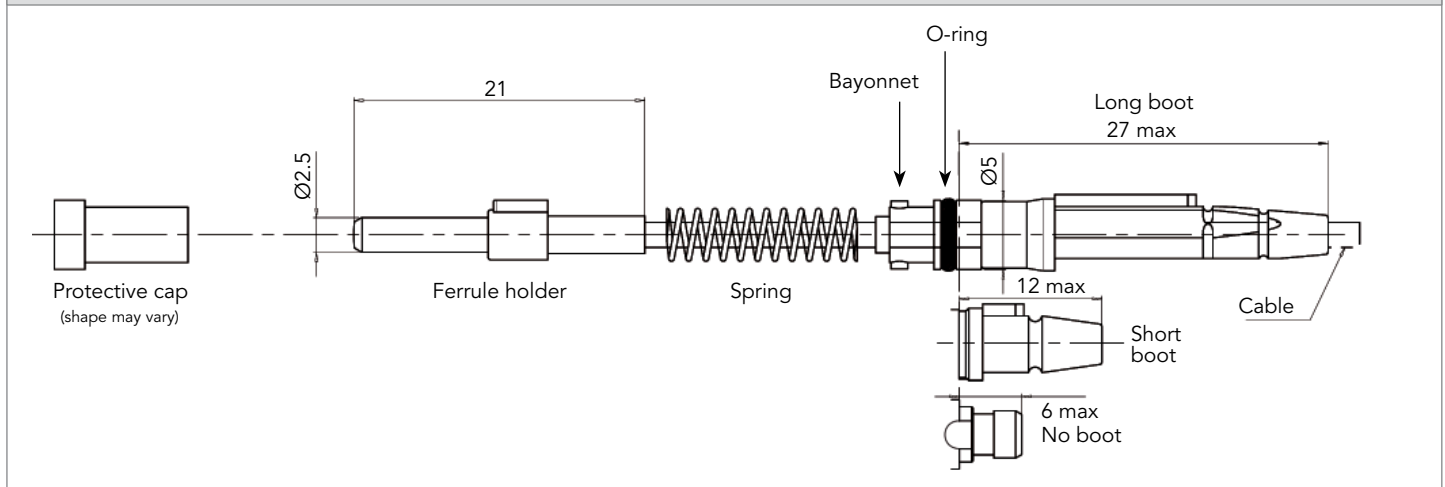 O-ring
Bayonnet
21
Long boot
27 max
Ø2.5
Ø5
Protective cap
(shape may vary)
Ferrule holder
Spring
12 max
Cable
Short
boot
6 max
No boot